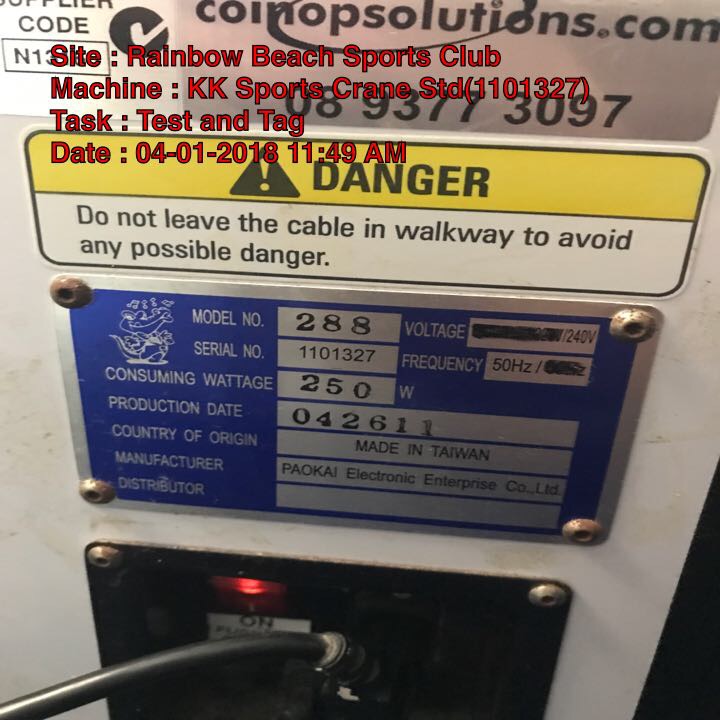 SUPPLIER
CODE
coinopsolutions.com
08 9377 3097
Site : Rainbow Beach Sports Club
Machine : KK Sports Crane Std(1101327)
Task : Test and Tag
Date : 04-01-2018 11:49 AM
DANGER
Do not leave the cable in walkway to avoid
any possible danger.
MODEL NO. 288 VOLTAGE /240V
SERIAL NO. 1101327 FREQUENCY 50Hz /
CONSUMING WATTAGE 250 W
PRODUCTION DATE 042611
COUNTRY OF ORIGIN MADE IN TAIWAN
MANUFACTURER PAOKAI Electronic Enterprise Co.,Ltd.
DISTRIBUTOR
ON